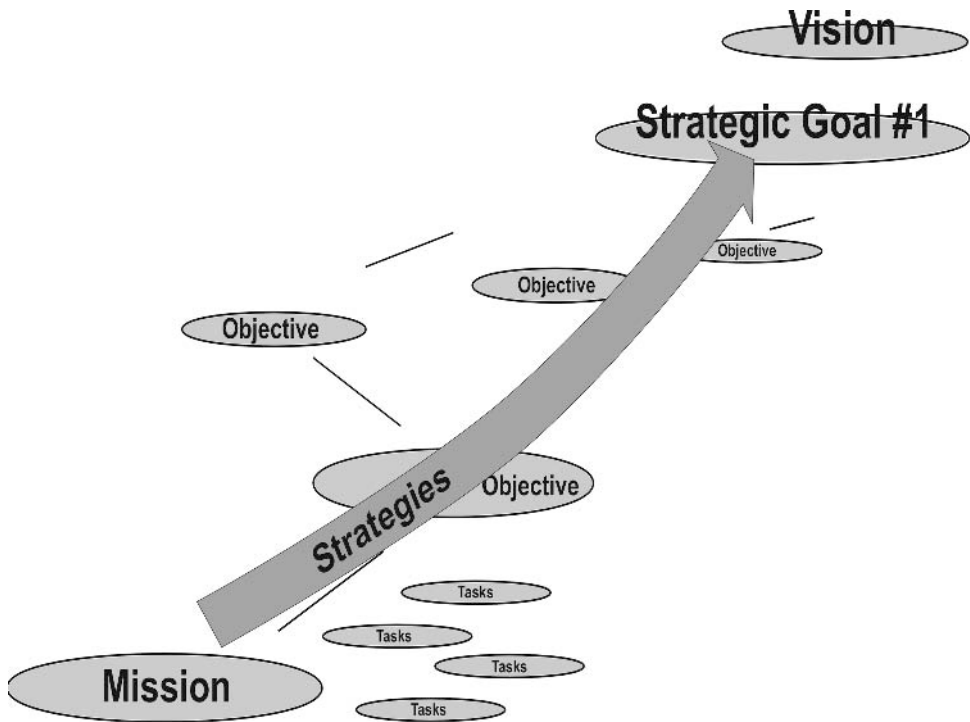 Vision
Strategic Goal #1
Objective
Objective
Objective
Objective
Strategies
Tasks
Tasks
Tasks
Mission
Tasks